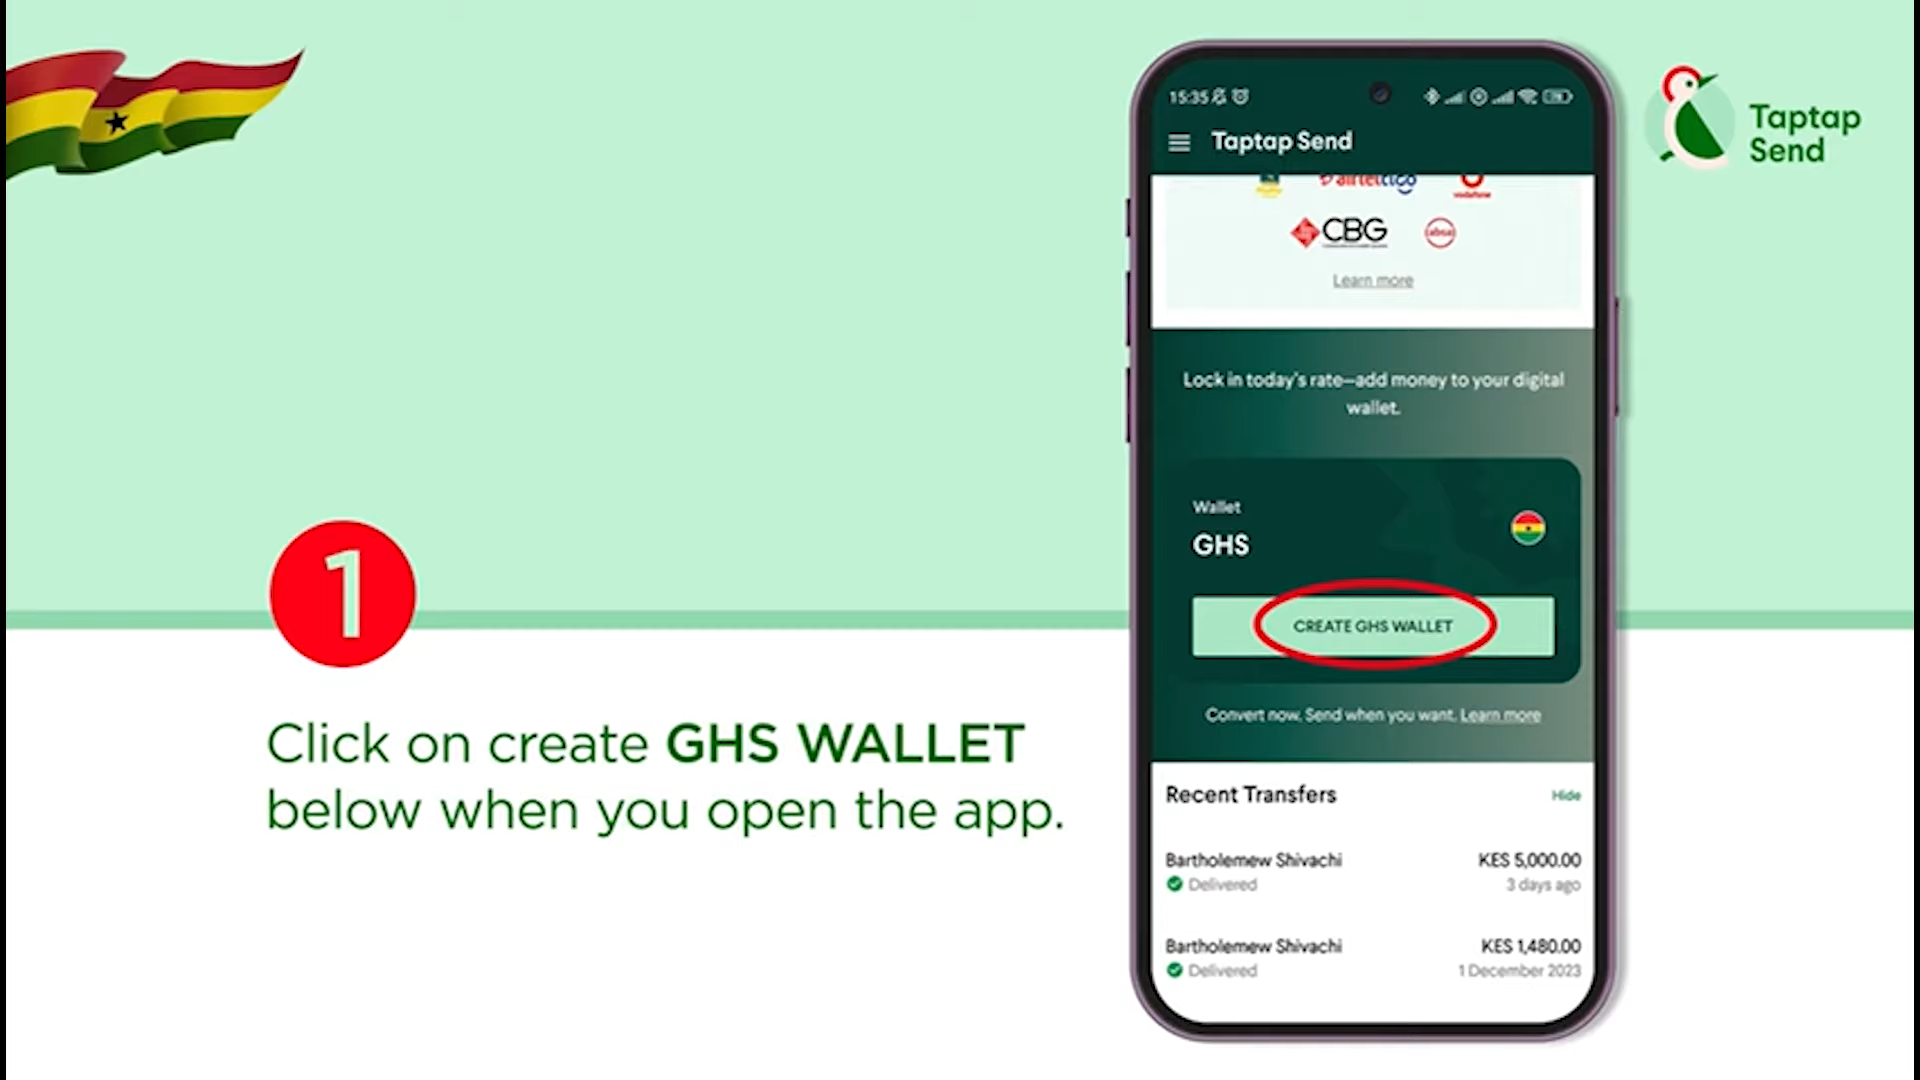 Taptap
Send
1
Click on create GHS WALLET
below when you open the app.
15:35
Taptap Send
airteltigo
vodafone
CBG
absa
Learn more
Lock in today's rate—add money to your digital
wallet.
Wallet
GHS
CREATE GHS WALLET
Convert now. Send when you want. Learn more
Recent Transfers
Hide
Bartholemew Shivachi
KES 5,000.00
Delivered
3 days ago
Bartholemew Shivachi
KES 1,480.00
Delivered
1 December 2023